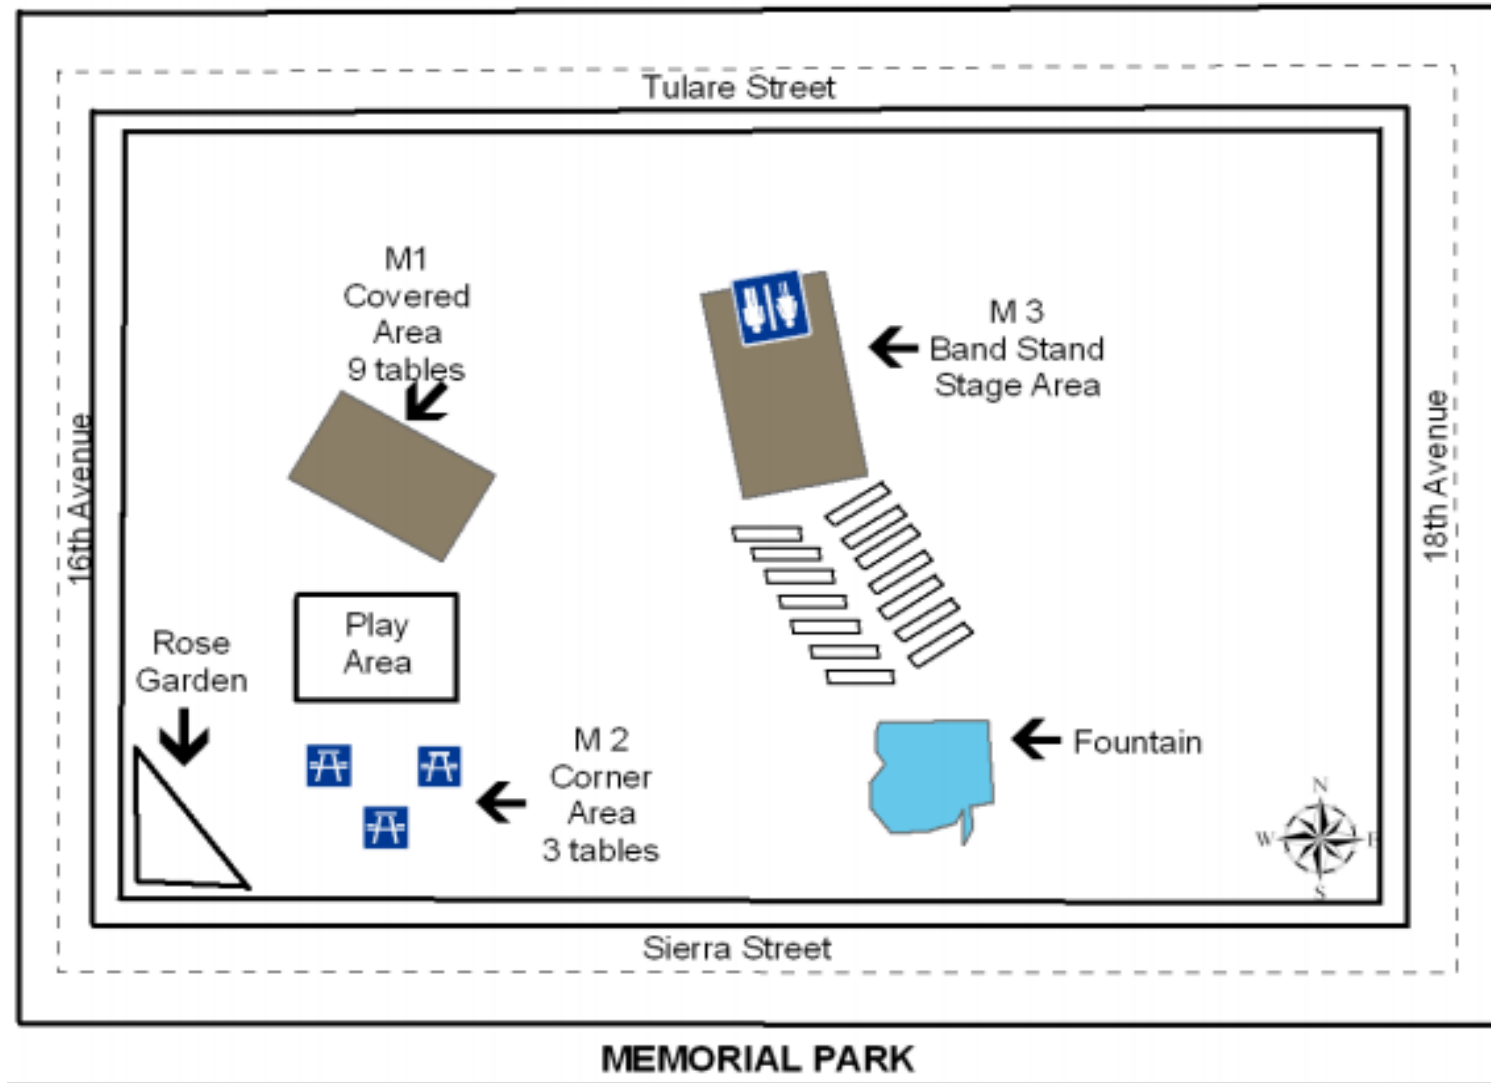 Tulare Street
M1
Covered
Area
9 tables
M 3
Band Stand
Stage Area
16th Avenue
18th Avenue
Play
Area
Rose
Garden
M 2
Corner
Area
3 tables
Fountain
N
W
E
S
Sierra Street
MEMORIAL PARK